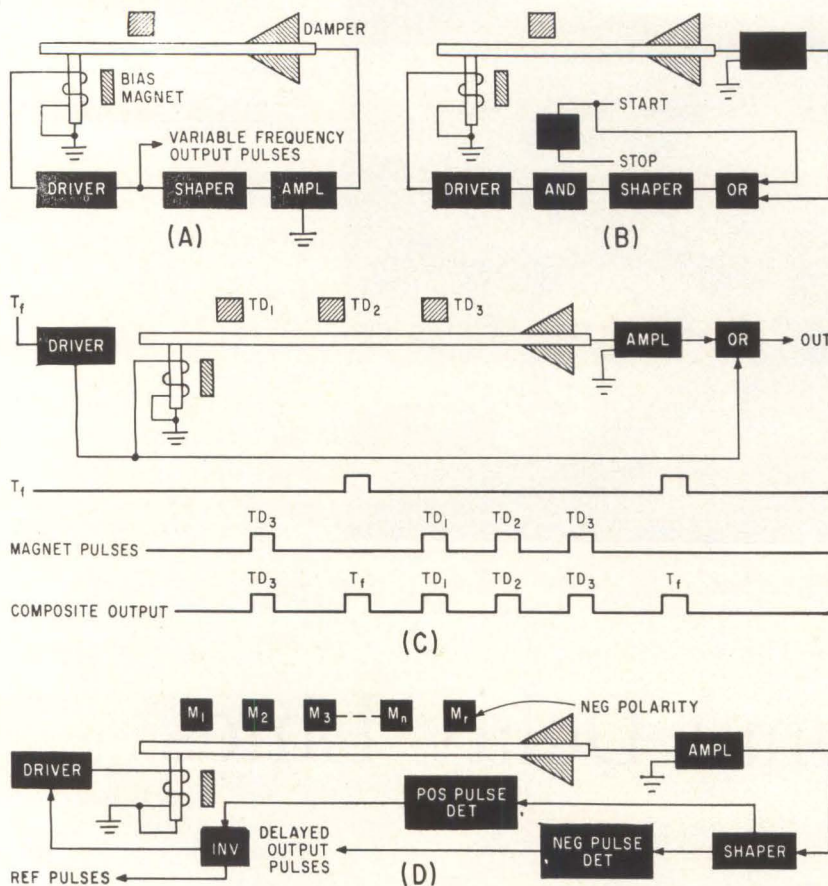 DAMPER
BIAS
MAGNET
VARIABLE FREQUENCY
OUTPUT PULSES
DRIVER
SHAPER
AMPL
(A)
START
STOP
DRIVER
AND
SHAPER
OR
(B)
Tf
DRIVER
TD1
TD2
TD3
AMPL
OR
OUT
Tf
TD3
TD1
TD2
TD3
MAGNET PULSES
TD3
Tf
TD1
TD2
TD3
Tf
COMPOSITE OUTPUT
(C)
M1
M2
M3
Mn
Mr
NEG POLARITY
DRIVER
AMPL
POS PULSE
DET
INV
DELAYED
OUTPUT
PULSES
NEG PULSE
DET
SHAPER
REF PULSES
(D)